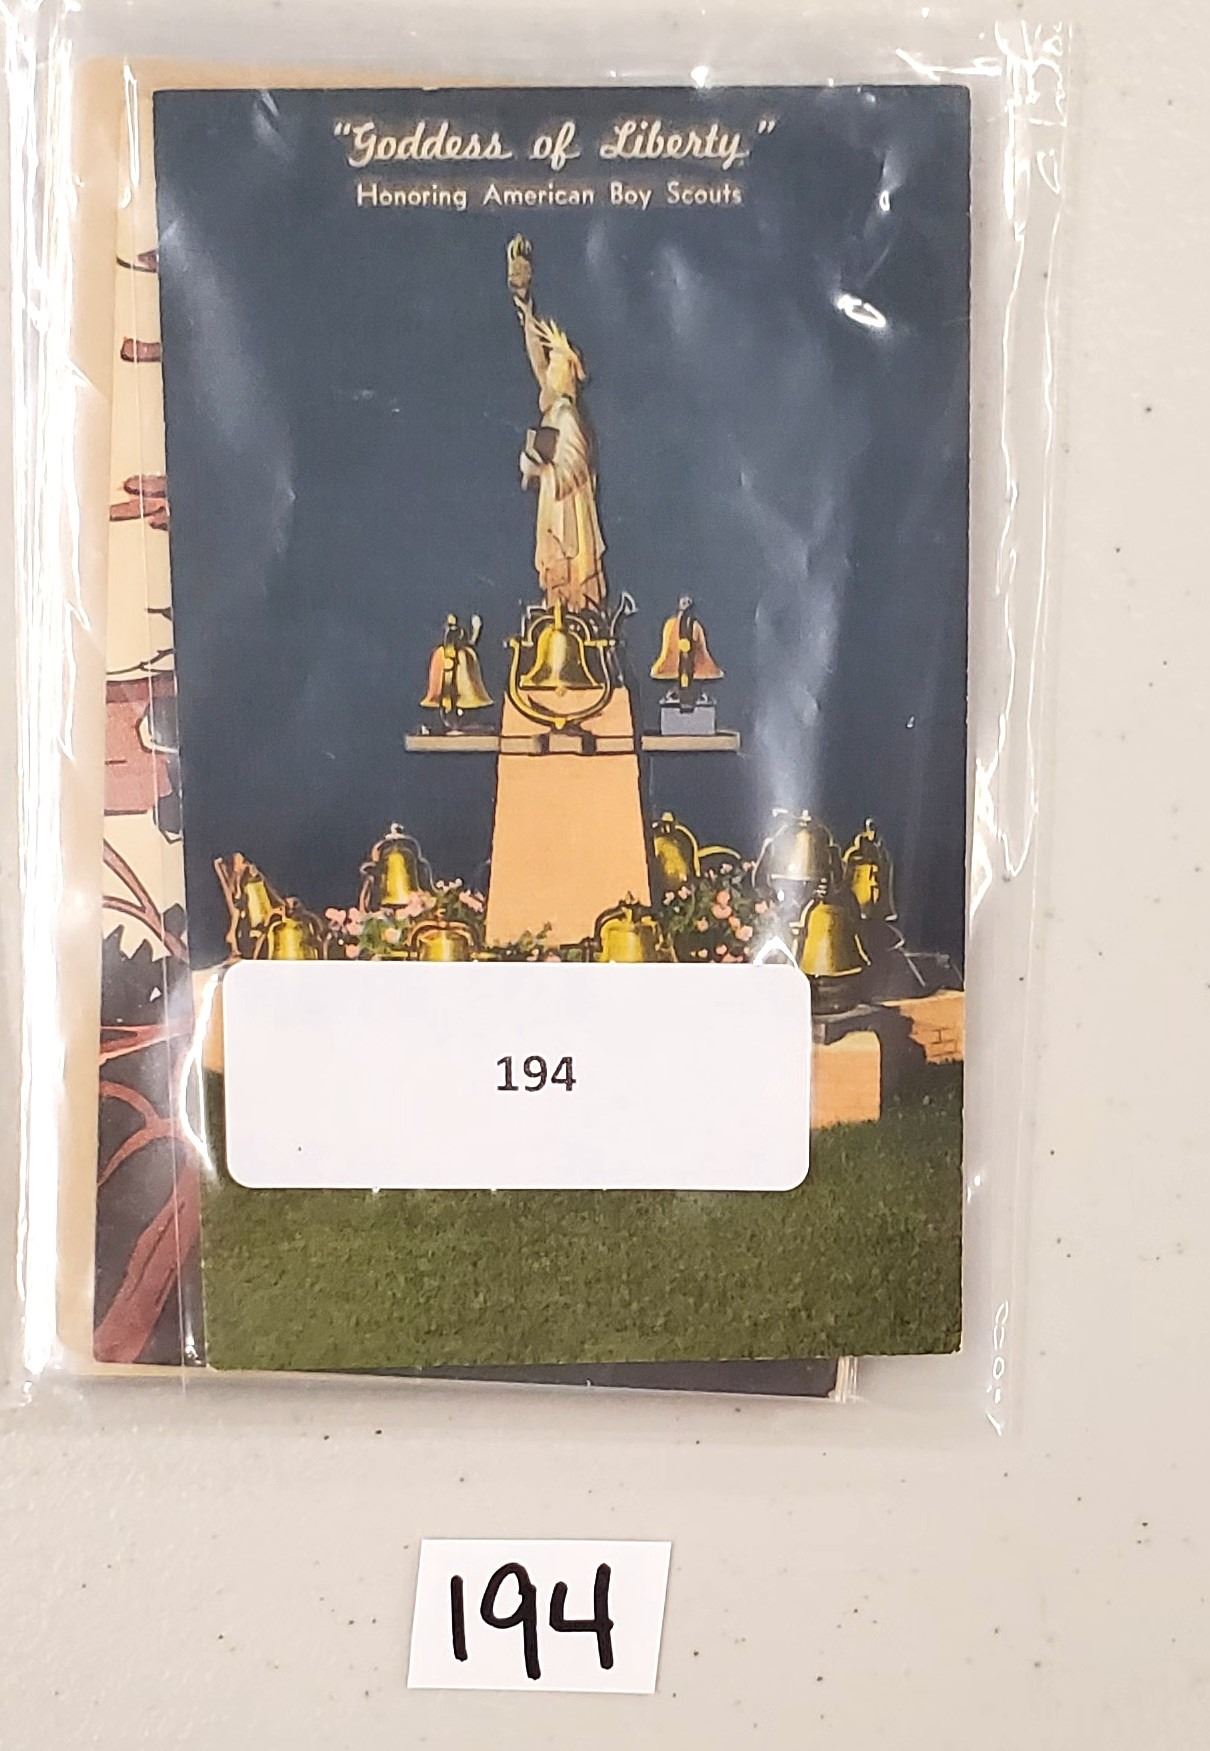 "Goddess of Liberty"
Honoring American Boy Scouts
194
194